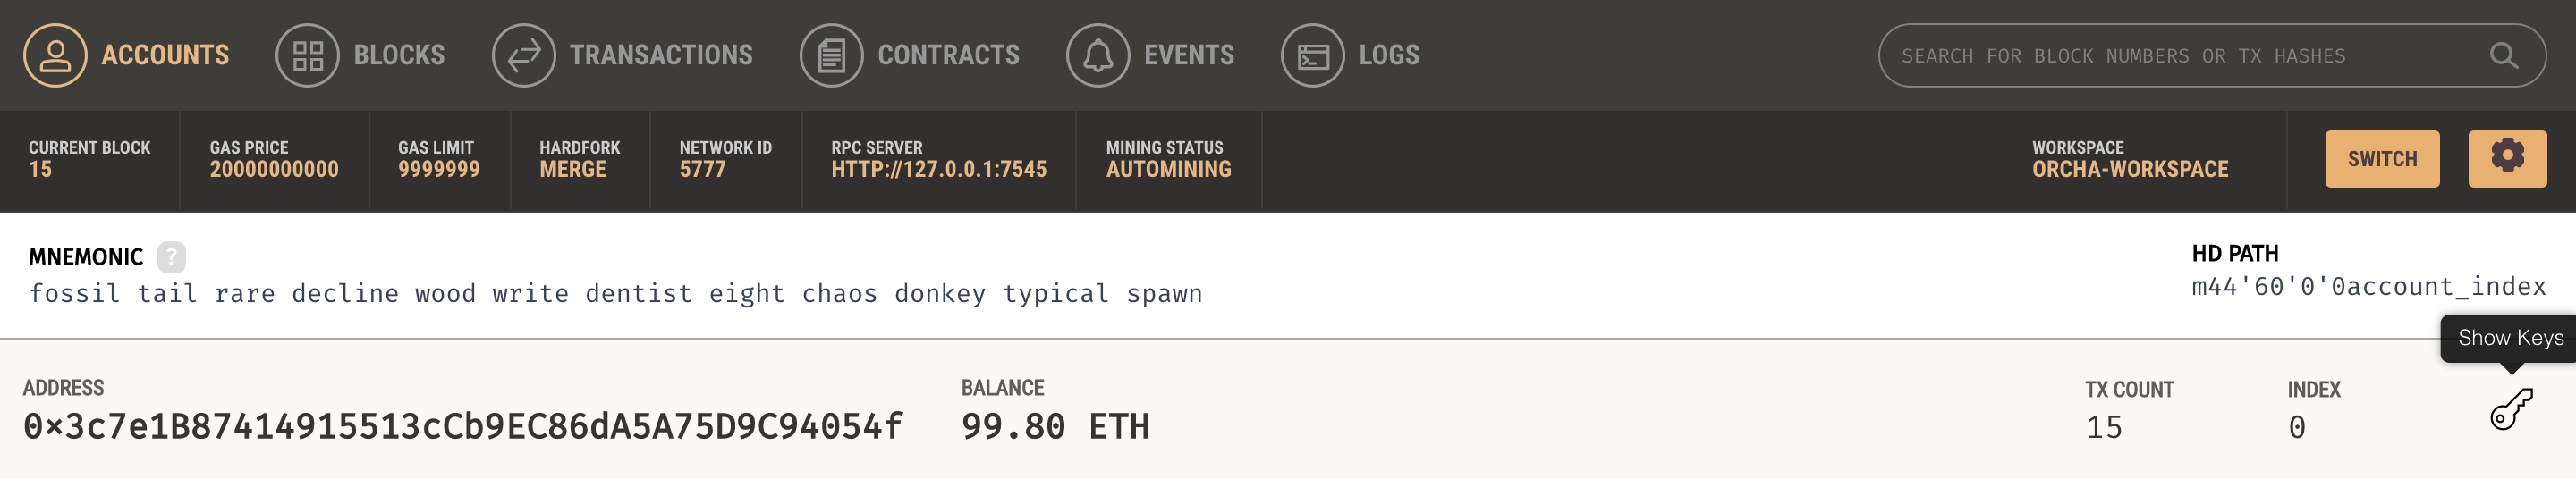 ACCOUNTS BLOCKS TRANSACTIONS CONTRACTS EVENTS LOGS SEARCH FOR BLOCK NUMBERS OR TX HASHES
CURRENT BLOCK GAS PRICE GAS LIMIT HARDFORK NETWORK ID RPC SERVER MINING STATUS WORKSPACE
15 20000000000 9999999 MERGE 5777 HTTP://127.0.0.1:7545 AUTOMINING ORCHA-WORKSPACE SWITCH
MNEMONIC ? HD PATH
fossil tail rare decline wood write dentist eight chaos donkey typical spawn m44'60'0'0account_index
Show Keys
ADDRESS BALANCE TX COUNT INDEX
0×3c7e1B87414915513cCb9EC86dA5A75D9C94054f 99.80 ETH 15 0